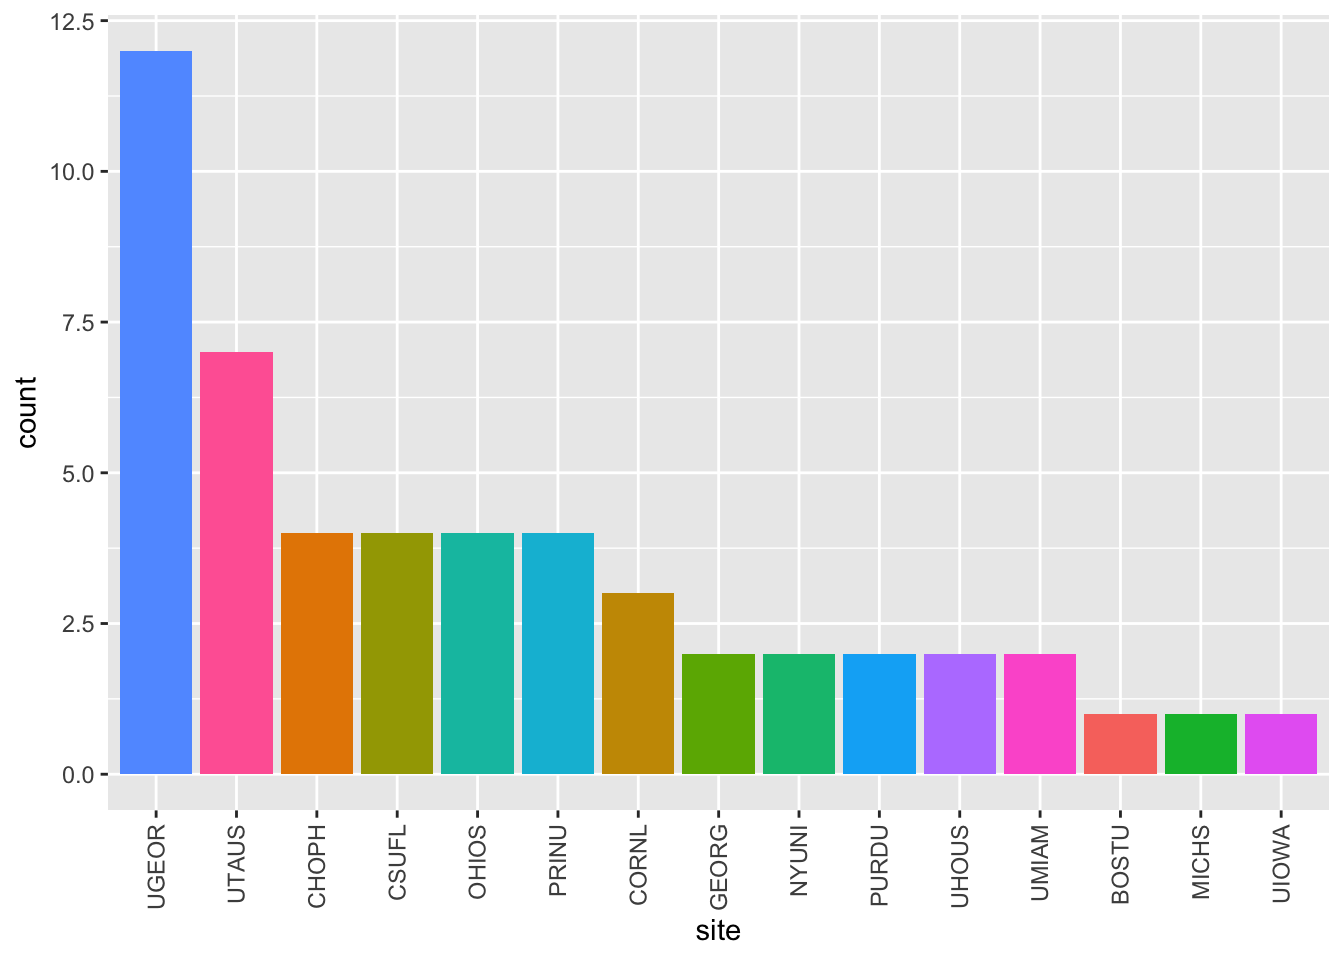 12.5
10.0
7.5
5.0
2.5
0.0
count
UGEOR
UTAUS
CHOPH
CSUFL
OHIOS
PRINU
CORNL
GEORG
NYUNI
PURDU
UHOUS
UMIAM
BOSTU
MICHS
UIOWA
site